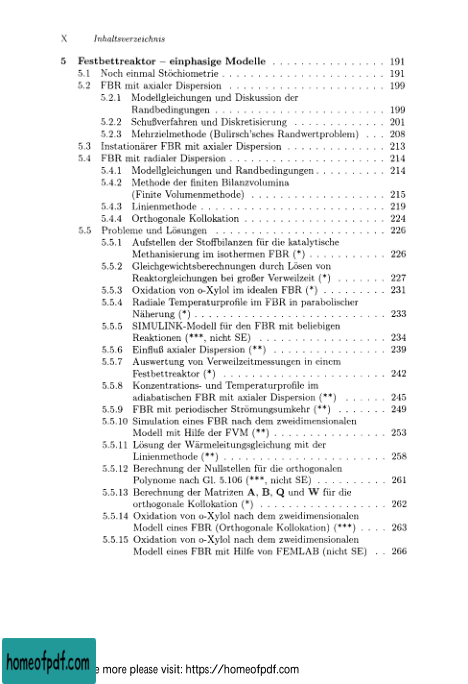 X Inhaltsverzeichnis
5 Festbettreaktor – einphasige Modelle . . . . . . . . . . . . . . . . 191
5.1 Noch einmal Stöchiometrie . . . . . . . . . . . . . . . . . . . . . . . 191
5.2 FBR mit axialer Dispersion . . . . . . . . . . . . . . . . . . . . . . 199
5.2.1 Modellgleichungen und Diskussion der
Randbedingungen . . . . . . . . . . . . . . . . . . . . . . . . 199
5.2.2 Schußverfahren und Diskretisierung . . . . . . . . . . . . . 201
5.2.3 Mehrzielmethode (Bulirsch'sches Randwertproblem) . . . 208
5.3 Instationärer FBR mit axialer Dispersion . . . . . . . . . . . . . . 213
5.4 FBR mit radialer Dispersion . . . . . . . . . . . . . . . . . . . . . . 214
5.4.1 Modellgleichungen und Randbedingungen . . . . . . . . . . 214
5.4.2 Methode der finiten Bilanzvolumina
(Finite Volumenmethode) . . . . . . . . . . . . . . . . . . . 215
5.4.3 Linienmethode . . . . . . . . . . . . . . . . . . . . . . . . . . 219
5.4.4 Orthogonale Kollokation . . . . . . . . . . . . . . . . . . . . 224
5.5 Probleme und Lösungen . . . . . . . . . . . . . . . . . . . . . . . . 226
5.5.1 Aufstellen der Stoffbilanzen für die katalytische
Methanisierung im isothermen FBR (*) . . . . . . . . . . . 226
5.5.2 Gleichgewichtsberechnungen durch Lösen von
Reaktorgleichungen bei großer Verweilzeit (*) . . . . . . . 227
5.5.3 Oxidation von o-Xylol im idealen FBR (*) . . . . . . . . . 231
5.5.4 Radiale Temperaturprofile im FBR in parabolischer
Näherung (*) . . . . . . . . . . . . . . . . . . . . . . . . . . . 233
5.5.5 SIMULINK-Modell für den FBR mit beliebigen
Reaktionen (***, nicht SE) . . . . . . . . . . . . . . . . . . 234
5.5.6 Einfluß axialer Dispersion (**) . . . . . . . . . . . . . . . . 239
5.5.7 Auswertung von Verweilzeitmessungen in einem
Festbettreaktor (*) . . . . . . . . . . . . . . . . . . . . . . . 242
5.5.8 Konzentrations- und Temperaturprofile im
adiabatischen FBR mit axialer Dispersion (**) . . . . . . 245
5.5.9 FBR mit periodischer Strömungsumkehr (**) . . . . . . . 249
5.5.10 Simulation eines FBR nach dem zweidimensionalen
Modell mit Hilfe der FVM (**) . . . . . . . . . . . . . . . . 253
5.5.11 Lösung der Wärmeleitungsgleichung mit der
Linienmethode (**) . . . . . . . . . . . . . . . . . . . . . . . 258
5.5.12 Berechnung der Nullstellen für die orthogonalen
Polynome nach Gl. 5.106 (***, nicht SE) . . . . . . . . . . 261
5.5.13 Berechnung der Matrizen A, B, Q und W für die
orthogonale Kollokation (*) . . . . . . . . . . . . . . . . . . 262
5.5.14 Oxidation von o-Xylol nach dem zweidimensionalen
Modell eines FBR (Orthogonale Kollokation) (***) . . . . 263
5.5.15 Oxidation von o-Xylol nach dem zweidimensionalen
Modell eines FBR mit Hilfe von FEMLAB (nicht SE) . . 266
homeofpdf.com
more please visit: https://homeofpdf.com